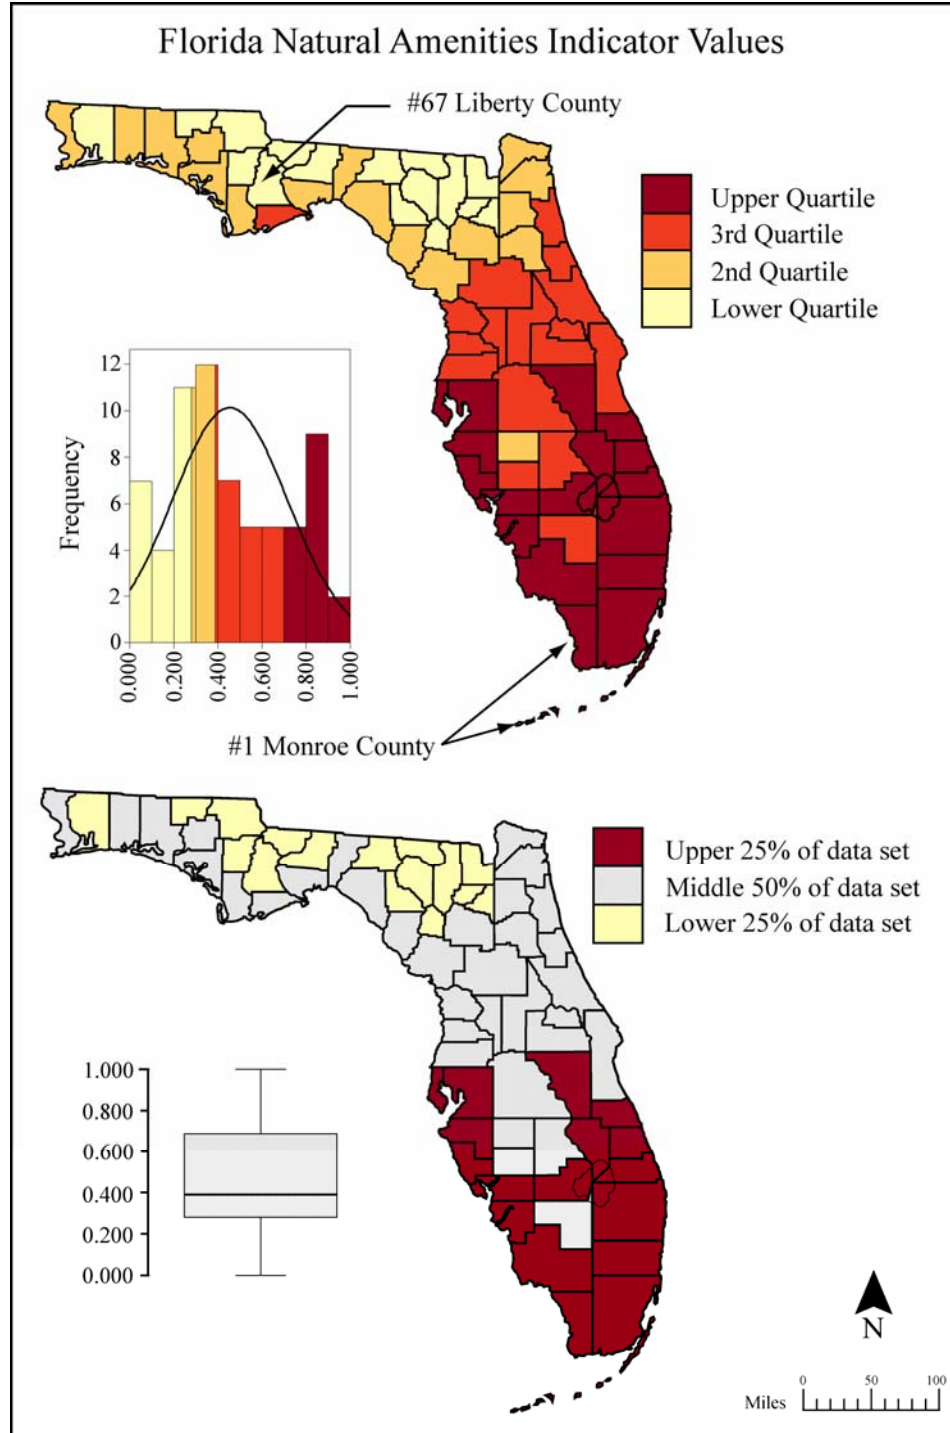 Florida Natural Amenities Indicator Values
#67 Liberty County
Upper Quartile
3rd Quartile
2nd Quartile
Lower Quartile
Frequency
12
10
8
6
4
2
0
0.000
0.200
0.400
0.600
0.800
1.000
#1 Monroe County
Upper 25% of data set
Middle 50% of data set
Lower 25% of data set
1.000
0.800
0.600
0.400
0.200
0.000
N
0 50 100
Miles